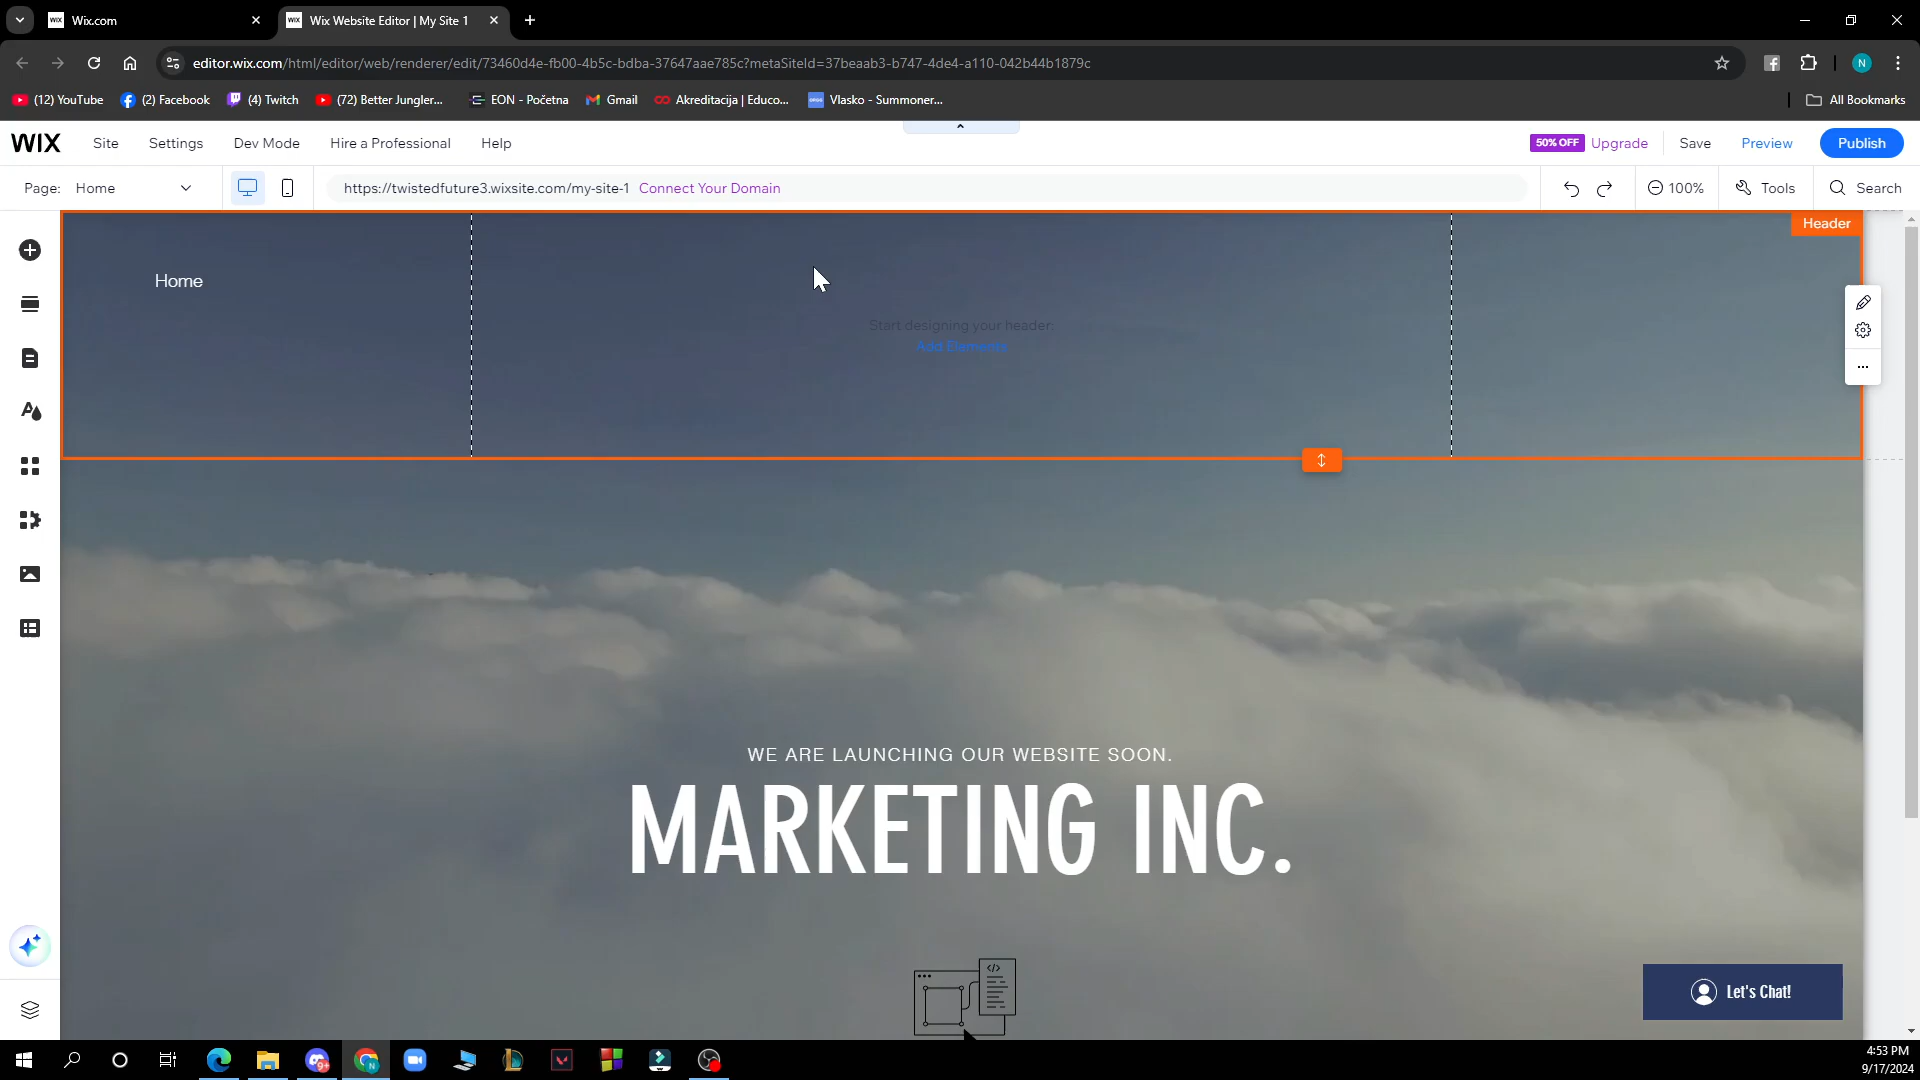 Wix.com
Wix Website Editor | My Site 1
editor.wix.com/html/editor/web/renderer/edit/73460d4e-fb00-4b5c-bdba-37647aae785c?metaSiteId=37beaab3-b747-4de4-a110-042b44b1879c
N
(12) YouTube
(2) Facebook
(4) Twitch
(72) Better Jungler...
EON - Početna
Gmail
Akreditacija | Educo...
Vlasko - Summoner...
All Bookmarks
WIX
Site
Settings
Dev Mode
Hire a Professional
Help
50% OFF
Upgrade
Save
Preview
Publish
Page: Home
https://twistedfuture3.wixsite.com/my-site-1 Connect Your Domain
100%
Tools
Search
Header
Home
Start designing your header:
Add Elements
WE ARE LAUNCHING OUR WEBSITE SOON.
MARKETING INC.
Let's Chat!
4:53 PM
9/17/2024